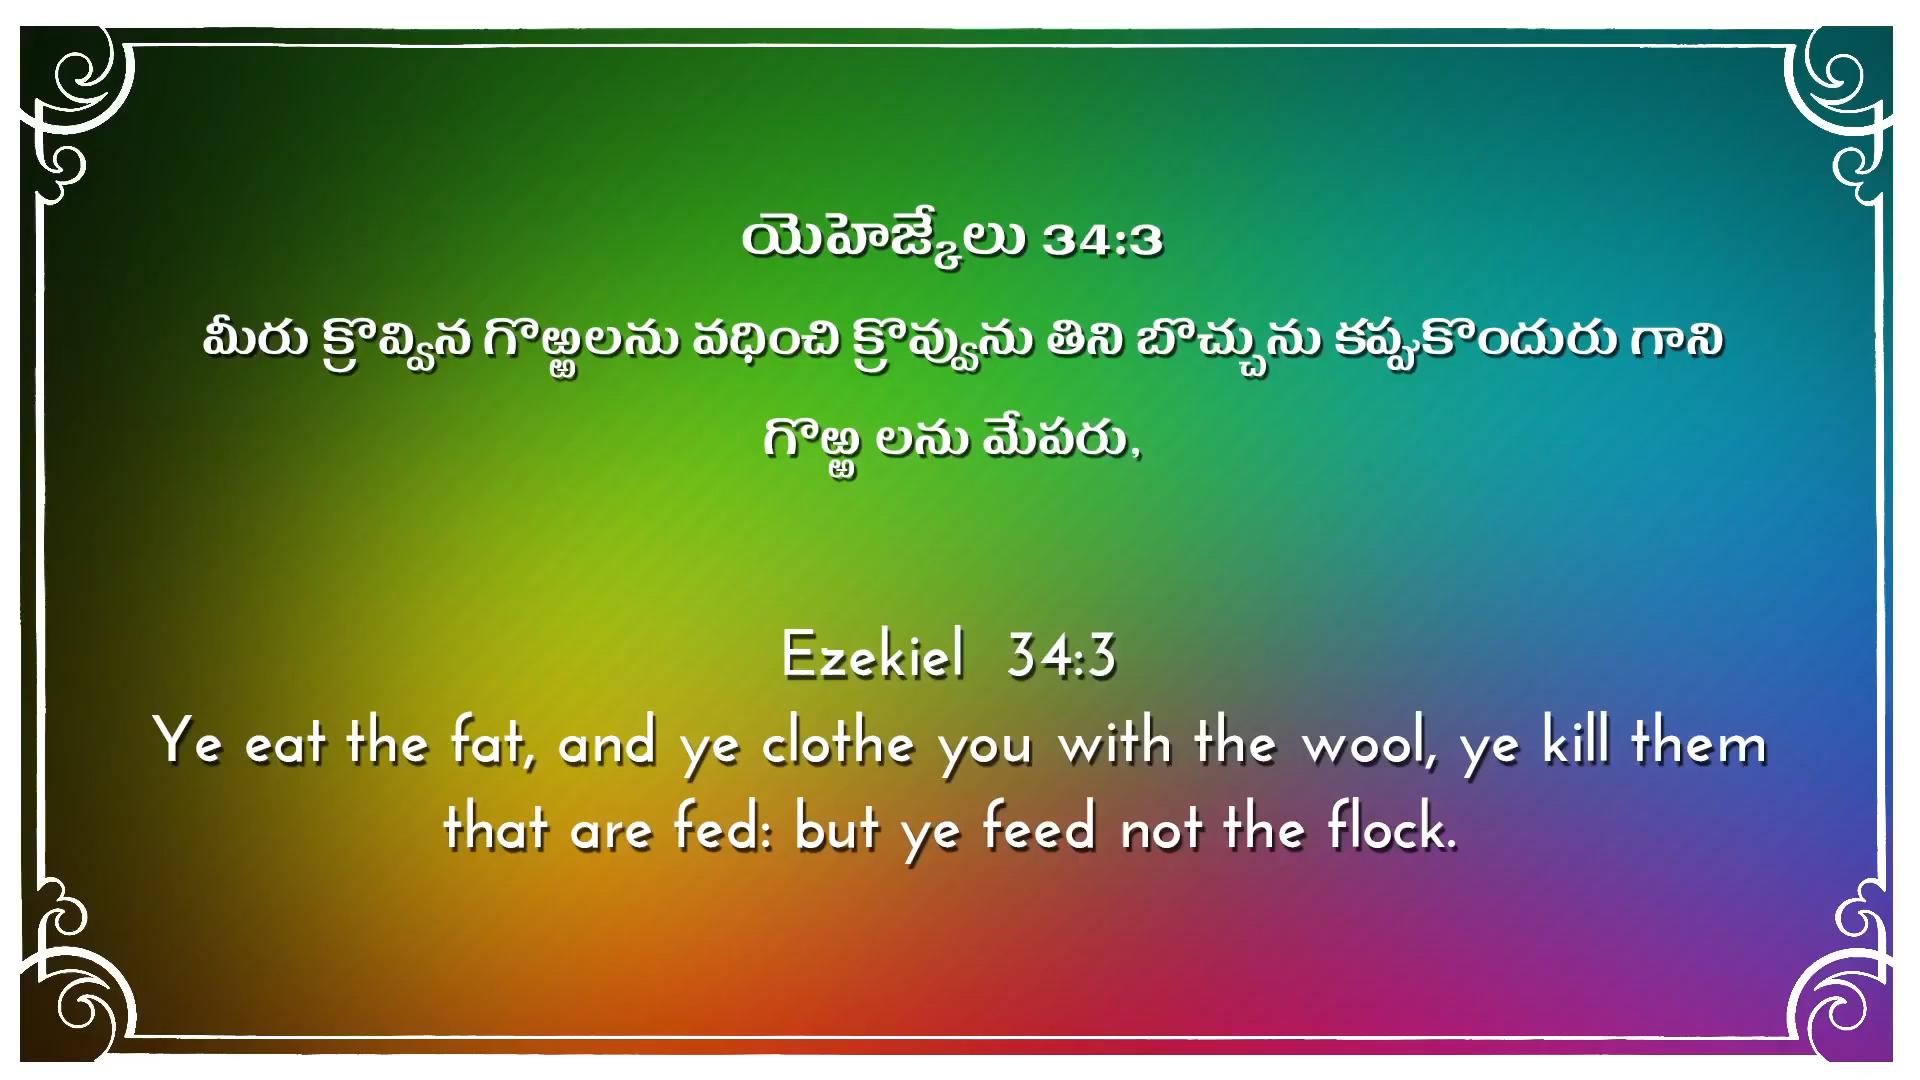 యెహెజ్కేలు 34:3
మీరు క్రొవ్విన గొఱ్ఱలను వధించి క్రొవ్వును తిని బొచ్చును కప్పుకొందురు గాని
గొఱ్ఱ లను మేపరు,
Ezekiel 34:3
Ye eat the fat, and ye clothe you with the wool, ye kill them
that are fed: but ye feed not the flock.